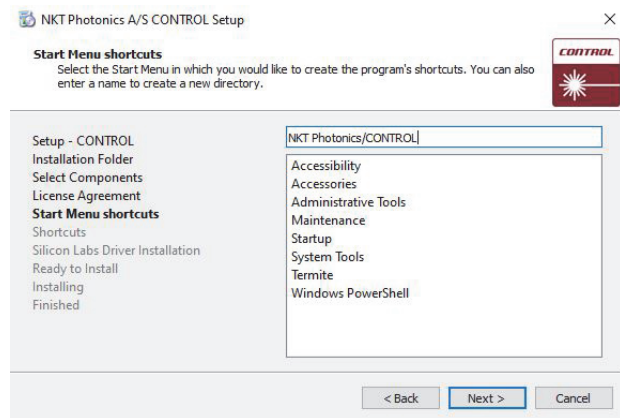 NKT Photonics A/S CONTROL Setup
Start Menu shortcuts
Select the Start Menu in which you would like to create the program's shortcuts. You can also
enter a name to create a new directory.
CONTROL
Setup - CONTROL
Installation Folder
Select Components
License Agreement
Start Menu shortcuts
Shortcuts
Silicon Labs Driver Installation
Ready to Install
Installing
Finished
NKT Photonics/CONTROL
Accessibility
Accessories
Administrative Tools
Maintenance
Startup
System Tools
Termite
Windows PowerShell
< Back
Next >
Cancel